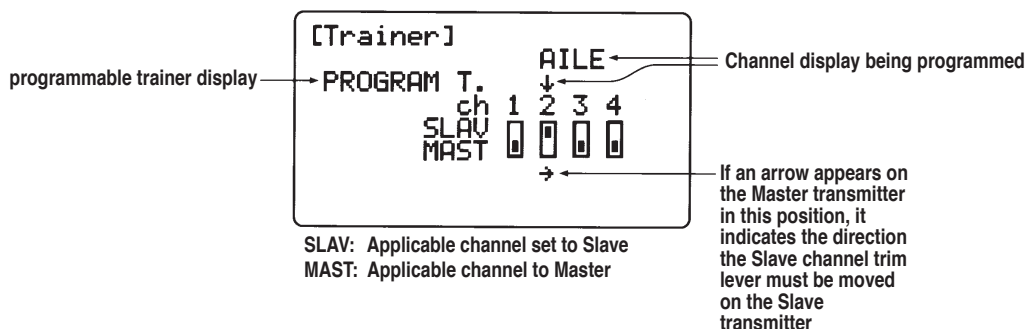 [Trainer]
AILE
Channel display being programmed
programmable trainer display
PROGRAM T.
↓
ch 1 2 3 4
SLAV
MAST
→
If an arrow appears on
the Master transmitter
in this position, it
indicates the direction
the Slave channel trim
lever must be moved
on the Slave
transmitter
SLAV: Applicable channel set to Slave
MAST: Applicable channel to Master